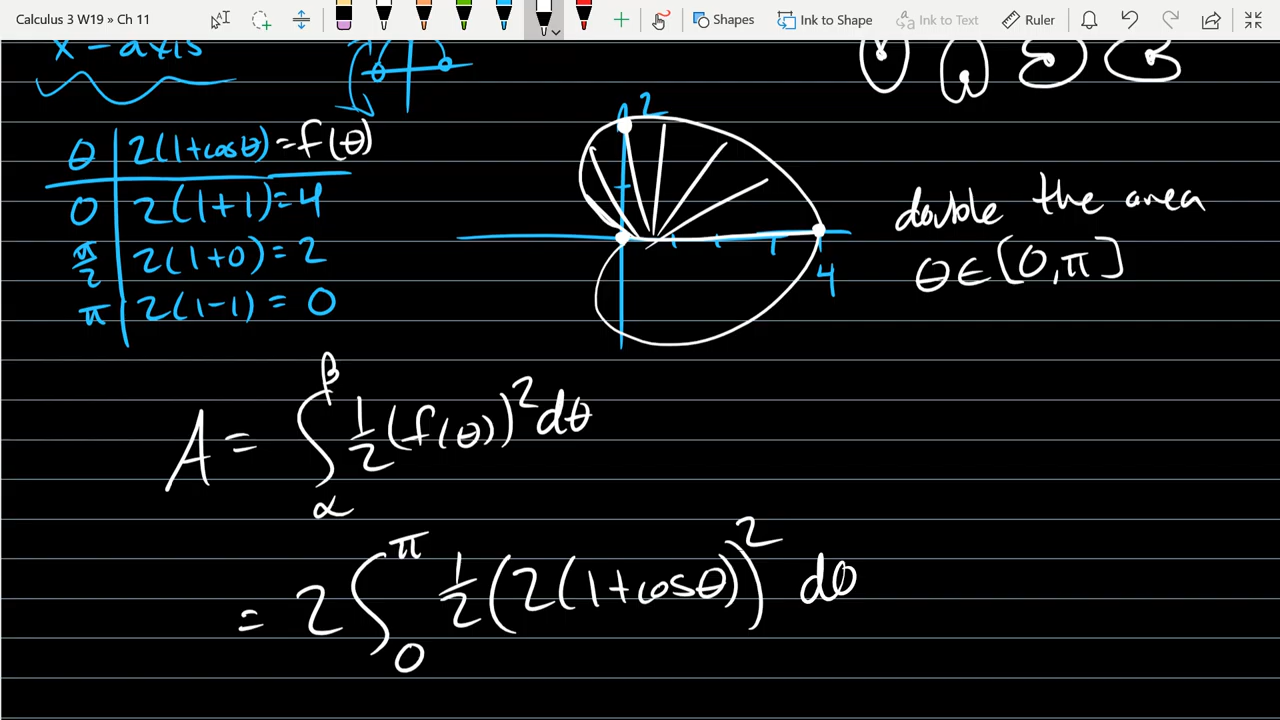 Calculus 3 W19 » Ch 11
Shapes
Ink to Shape
Ink to Text
Ruler
x-axis
θ | 2(1+cosθ) = f(θ)
0 | 2(1+1)=4
π/2 | 2(1+0)=2
π | 2(1-1)=0
2
4
double the area
θ∈[0,π]
A = ∫_α^β 1/2 (f(θ))^2 dθ
= 2 ∫_0^π 1/2 (2(1+cosθ))^2 dθ